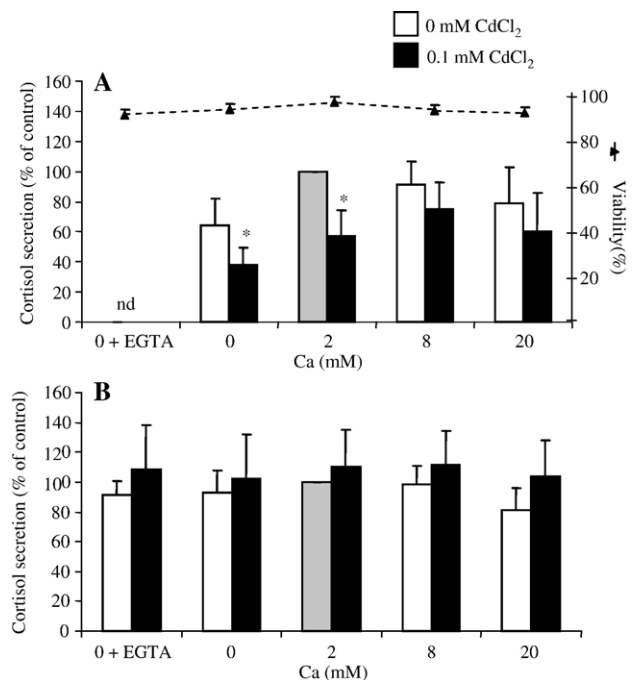 0 mM CdCl2
0.1 mM CdCl2
A
160
140
120
100
80
60
40
20
0
Cortisol secretion (% of control)
100
80
60
40
20
Viability(%)
nd
*
*
0 + EGTA 0 2 8 20
Ca (mM)
B
160
140
120
100
80
60
40
20
0
Cortisol secretion (% of control)
0 + EGTA 0 2 8 20
Ca (mM)